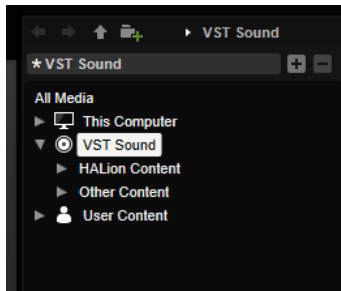 VST Sound
* VST Sound
All Media
This Computer
VST Sound
HALion Content
Other Content
User Content